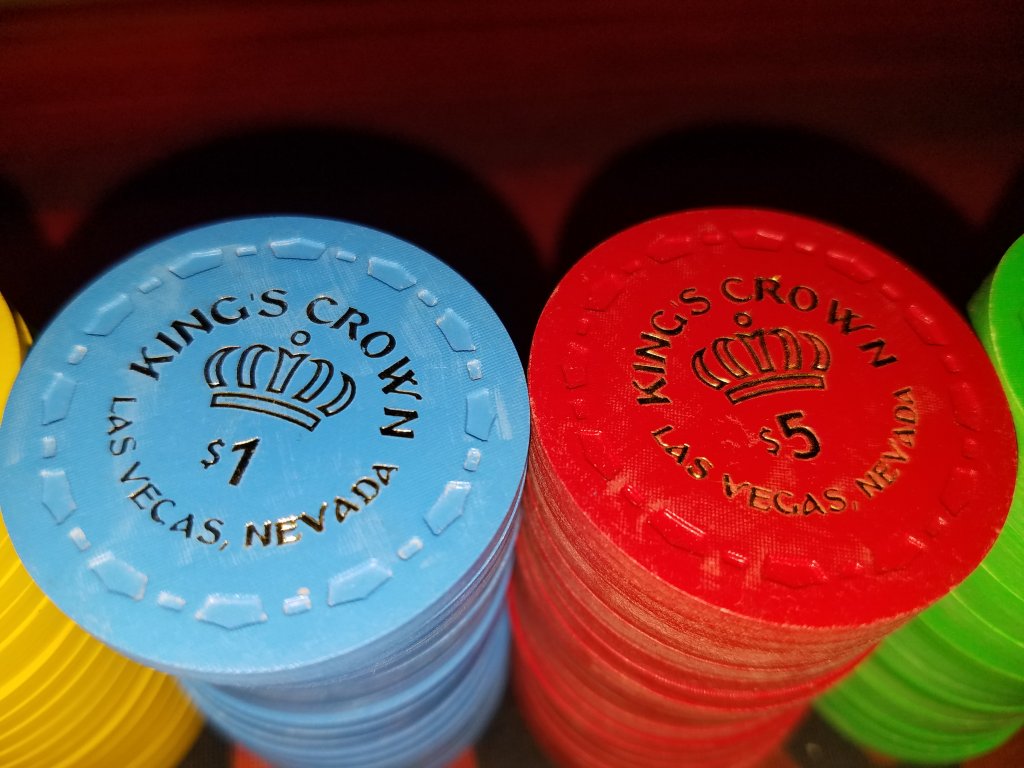 KING'S CROWN
$1
LAS VEGAS, NEVADA
KING'S CROWN
$5
LAS VEGAS, NEVADA